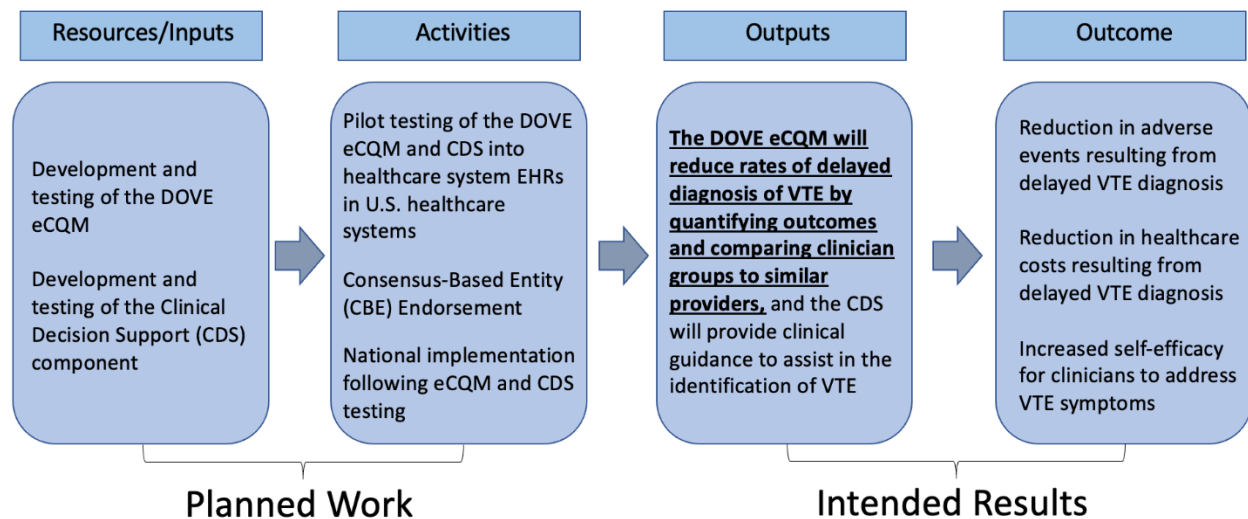 Resources/Inputs
Development and
testing of the DOVE
eCQM
Development and
testing of the Clinical
Decision Support (CDS)
component
Activities
Pilot testing of the DOVE
eCQM and CDS into
healthcare system EHRs
in U.S. healthcare
systems
Consensus-Based Entity
(CBE) Endorsement
National implementation
following eCQM and CDS
testing
Outputs
The DOVE eCQM will
reduce rates of delayed
diagnosis of VTE by
quantifying outcomes
and comparing clinician
groups to similar
providers, and the CDS
will provide clinical
guidance to assist in the
identification of VTE
Outcome
Reduction in adverse
events resulting from
delayed VTE diagnosis
Reduction in healthcare
costs resulting from
delayed VTE diagnosis
Increased self-efficacy
for clinicians to address
VTE symptoms
Planned Work
Intended Results